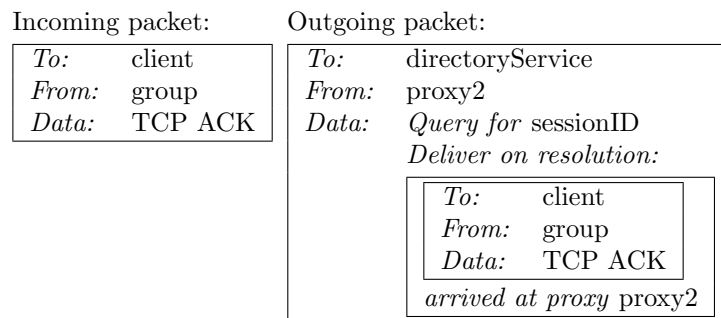 Incoming packet:
To: client
From: group
Data: TCP ACK
Outgoing packet:
To: directoryService
From: proxy2
Data: Query for sessionID
Deliver on resolution:
To: client
From: group
Data: TCP ACK
arrived at proxy proxy2